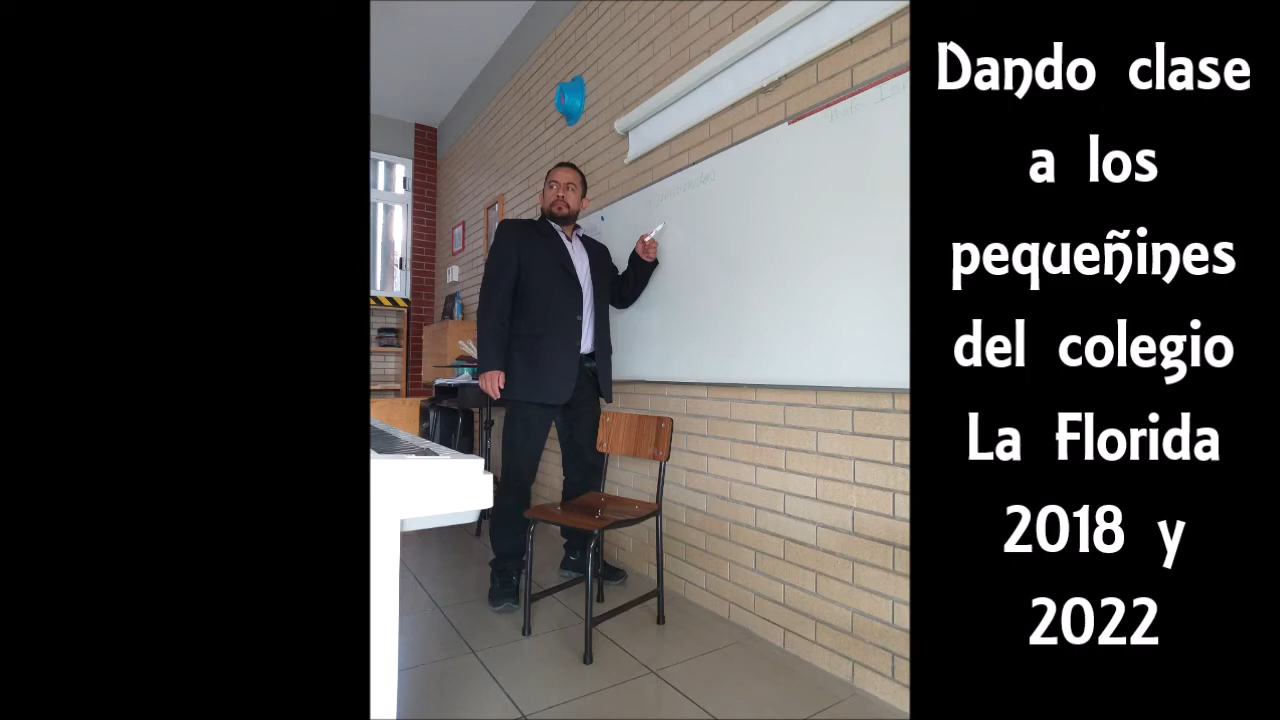 Dando clase
a los
pequeñines
del colegio
La Florida
2018 y
2022